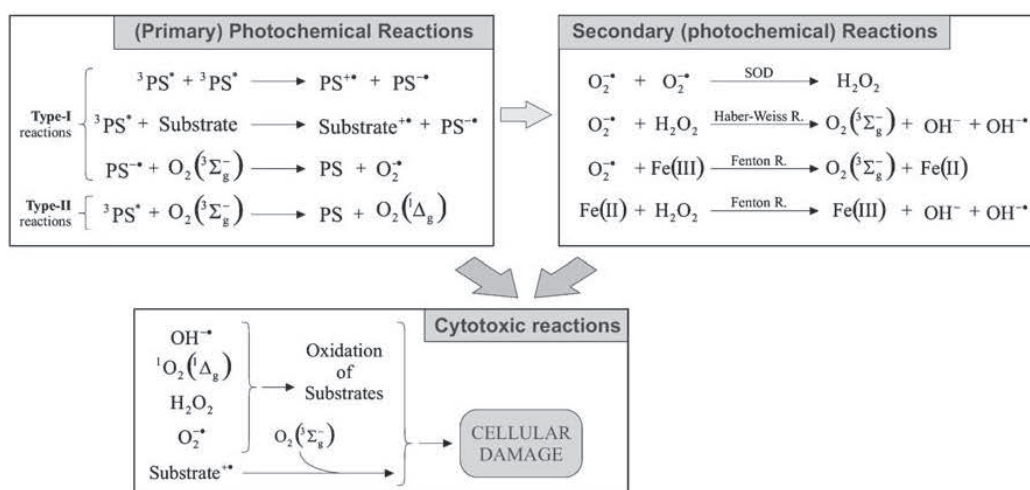 (Primary) Photochemical Reactions
Type-I
reactions
³PS* + ³PS* ⟶ PS⁺• + PS⁻•
³PS* + Substrate ⟶ Substrate⁺• + PS⁻•
PS⁻• + O₂(³Σg⁻) ⟶ PS + O₂⁻•
Type-II
reactions
³PS* + O₂(³Σg⁻) ⟶ PS + O₂(¹Δg)
Secondary (photochemical) Reactions
O₂⁻• + O₂⁻• SOD ⟶ H₂O₂
O₂⁻• + H₂O₂ Haber-Weiss R. ⟶ O₂(³Σg⁻) + OH⁻ + OH⁻•
O₂⁻• + Fe(III) Fenton R. ⟶ O₂(³Σg⁻) + Fe(II)
Fe(II) + H₂O₂ Fenton R. ⟶ Fe(III) + OH⁻ + OH⁻•
Cytotoxic reactions
OH⁻•
¹O₂(¹Δg)
H₂O₂
O₂⁻•
Oxidation
of
Substrates
O₂(³Σg⁻)
Substrate⁺•
CELLULAR
DAMAGE